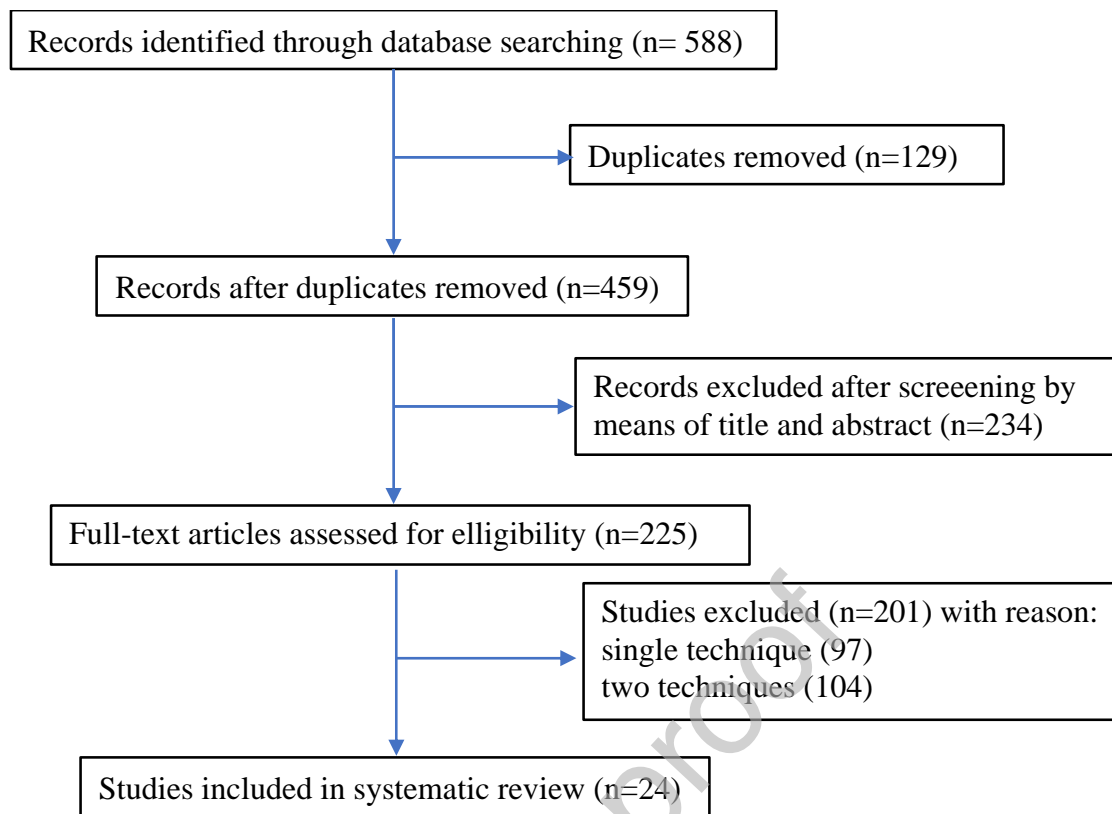 Records identified through database searching (n= 588)
Duplicates removed (n=129)
Records after duplicates removed (n=459)
Records excluded after screeening by
means of title and abstract (n=234)
Full-text articles assessed for elligibility (n=225)
Studies excluded (n=201) with reason:
single technique (97)
two techniques (104)
Studies included in systematic review (n=24)
proof